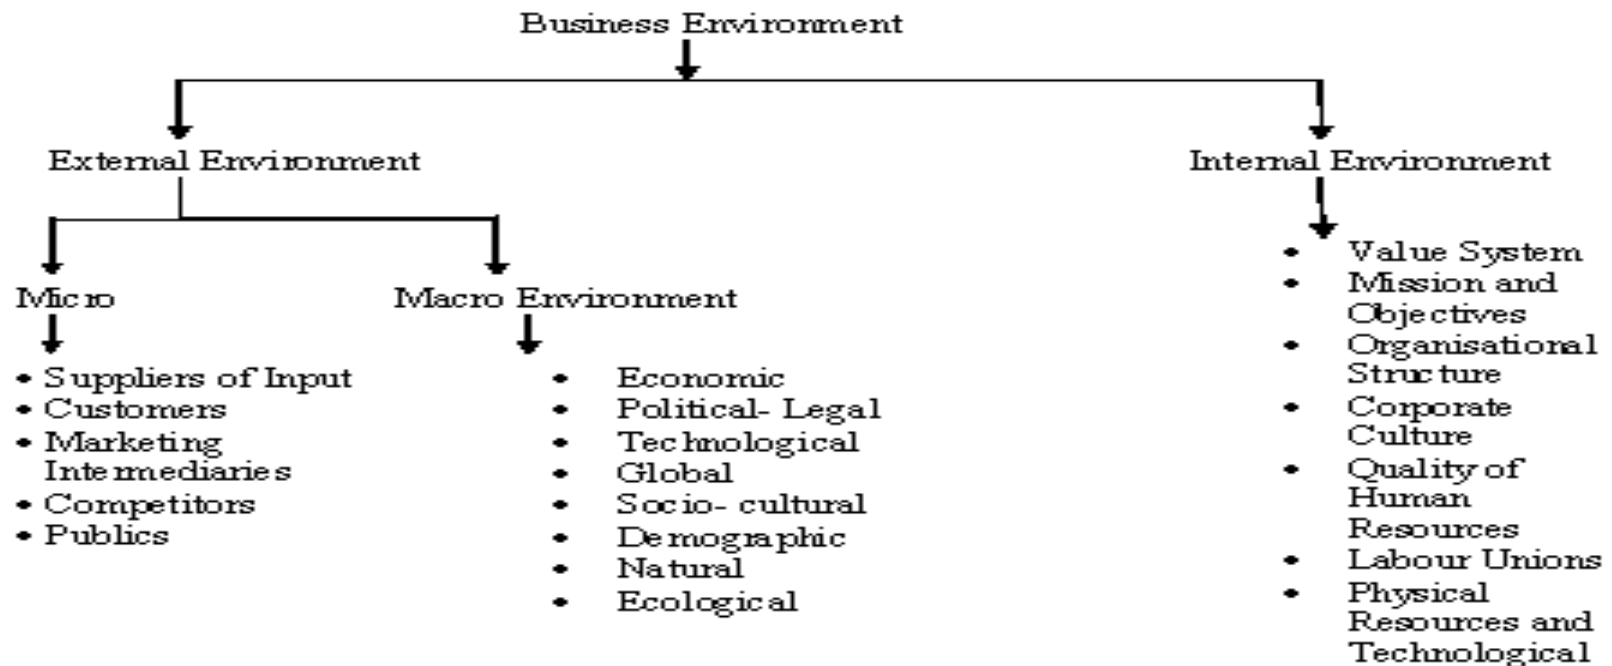 Business Environment
External Environment
Internal Environment
Micro
Macro Environment
• Suppliers of Input
• Customers
• Marketing
Intermediaries
• Competitors
• Publics
• Economic
• Political- Legal
• Technological
• Global
• Socio- cultural
• Demographic
• Natural
• Ecological
• Value System
• Mission and
Objectives
• Organisational
Structure
• Corporate
Culture
• Quality of
Human
Resources
• Labour Unions
• Physical
Resources and
Technological